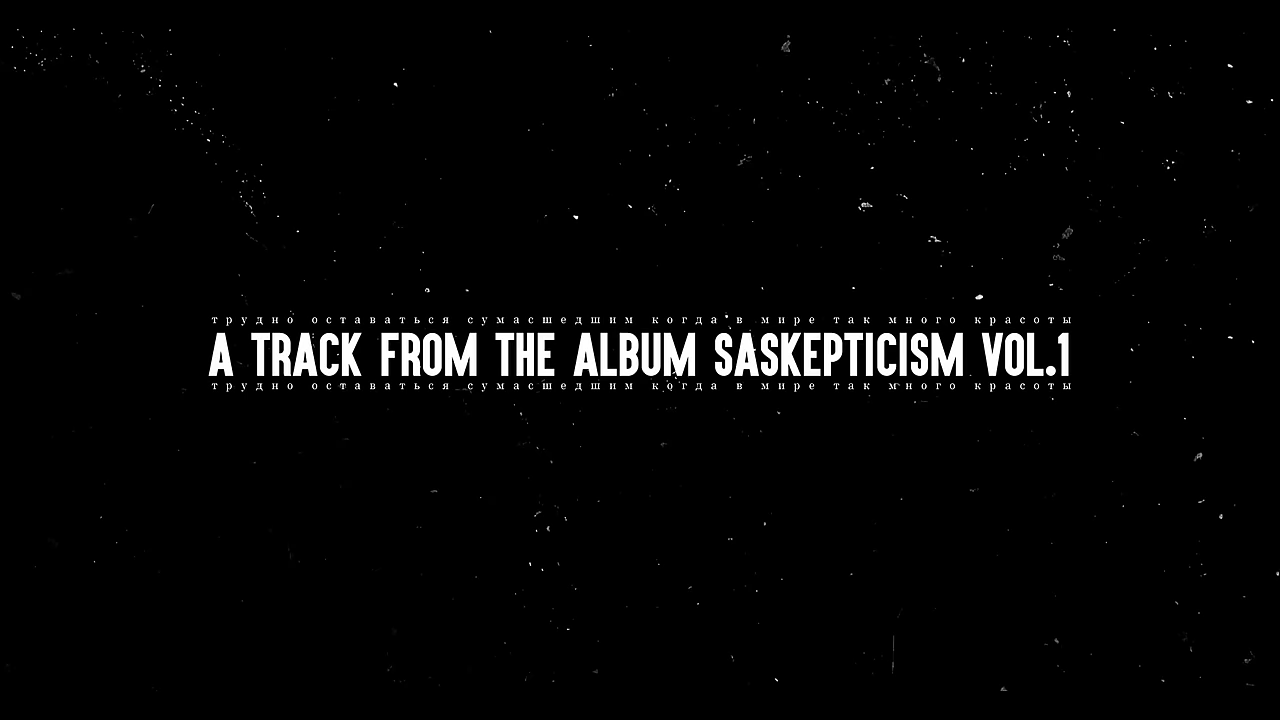 трудно оставаться сумасшедшим когда в мире так много красоты
A TRACK FROM THE ALBUM SASKEPTICISM VOL.1
трудно оставаться сумасшедшим когда в мире так много красоты